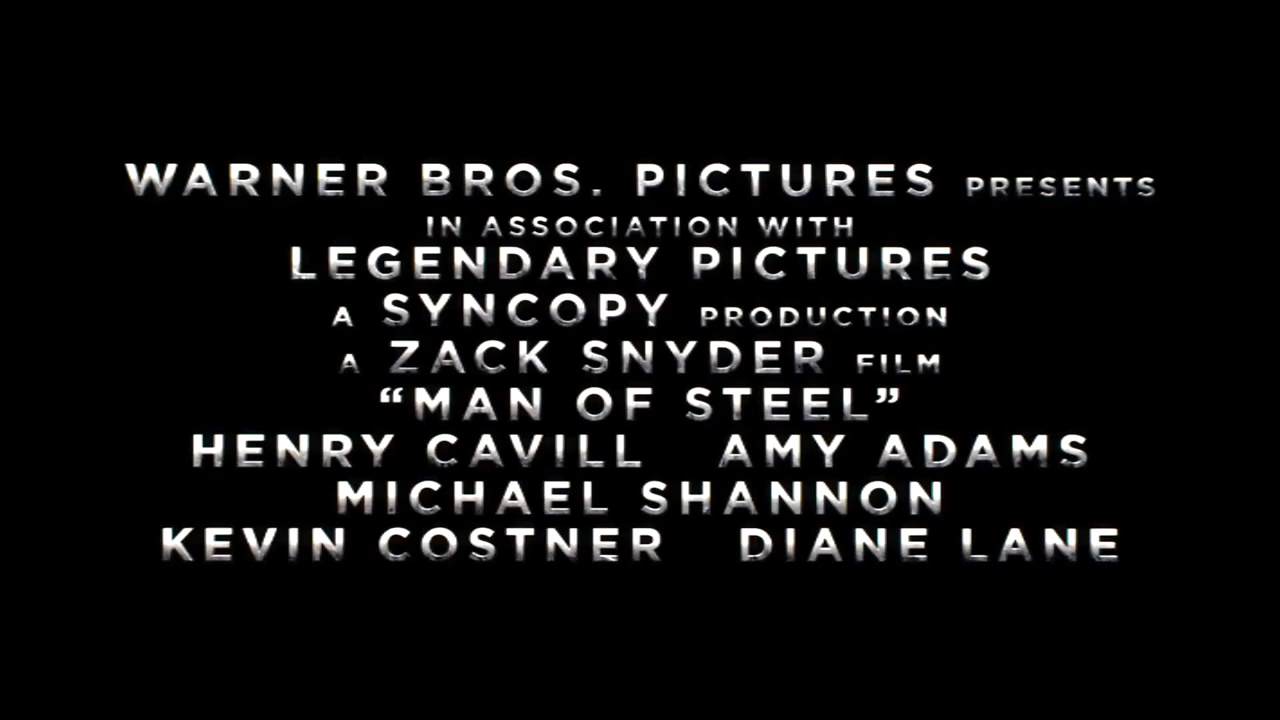 WARNER BROS. PICTURES PRESENTS
IN ASSOCIATION WITH
LEGENDARY PICTURES
A SYNCOPY PRODUCTION
A ZACK SNYDER FILM
“MAN OF STEEL”
HENRY CAVILL AMY ADAMS
MICHAEL SHANNON
KEVIN COSTNER DIANE LANE